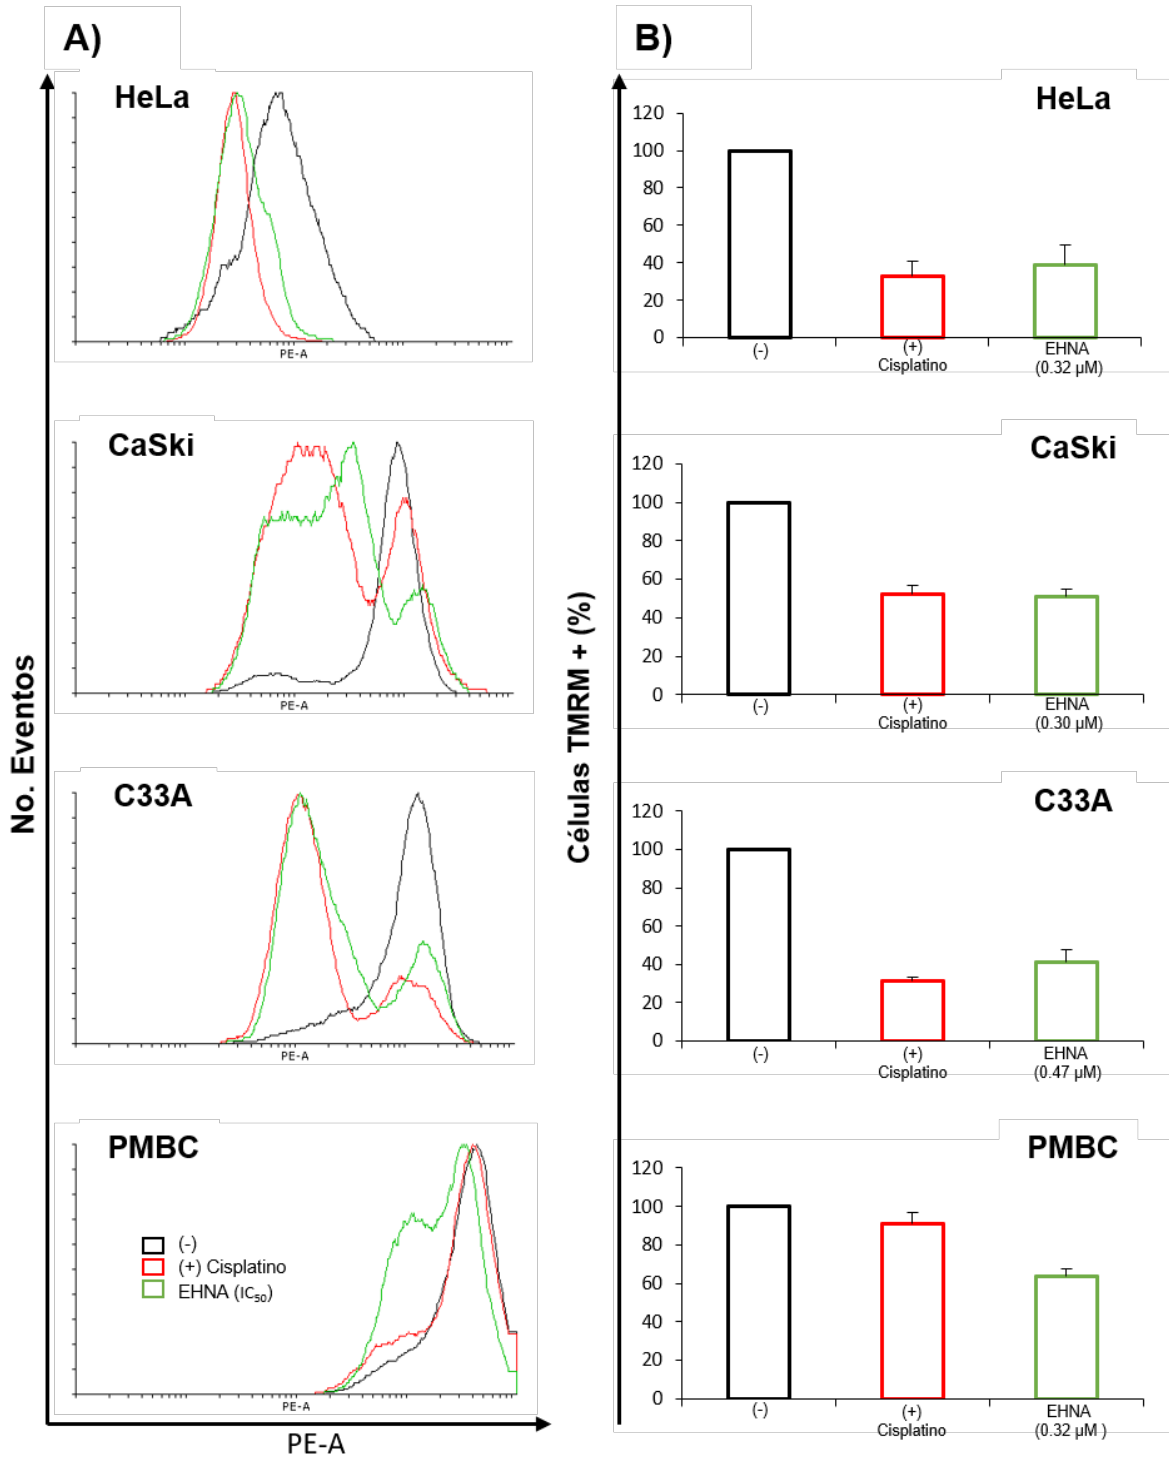 A)
HeLa
PE-A
CaSki
PE-A
C33A
PE-A
PMBC
(-)
(+) Cisplatino
EHNA (IC₅₀)
PE-A
PE-A
No. Eventos
B)
Células TMRM + (%)
HeLa
120
100
80
60
40
20
0
(-)
(+)
Cisplatino
EHNA
(0.32 µM)
CaSki
120
100
80
60
40
20
0
(-)
(+)
Cisplatino
EHNA
(0.30 µM)
C33A
120
100
80
60
40
20
0
(-)
(+)
Cisplatino
EHNA
(0.47 µM)
PMBC
120
100
80
60
40
20
0
(-)
(+)
Cisplatino
EHNA
(0.32 µM )